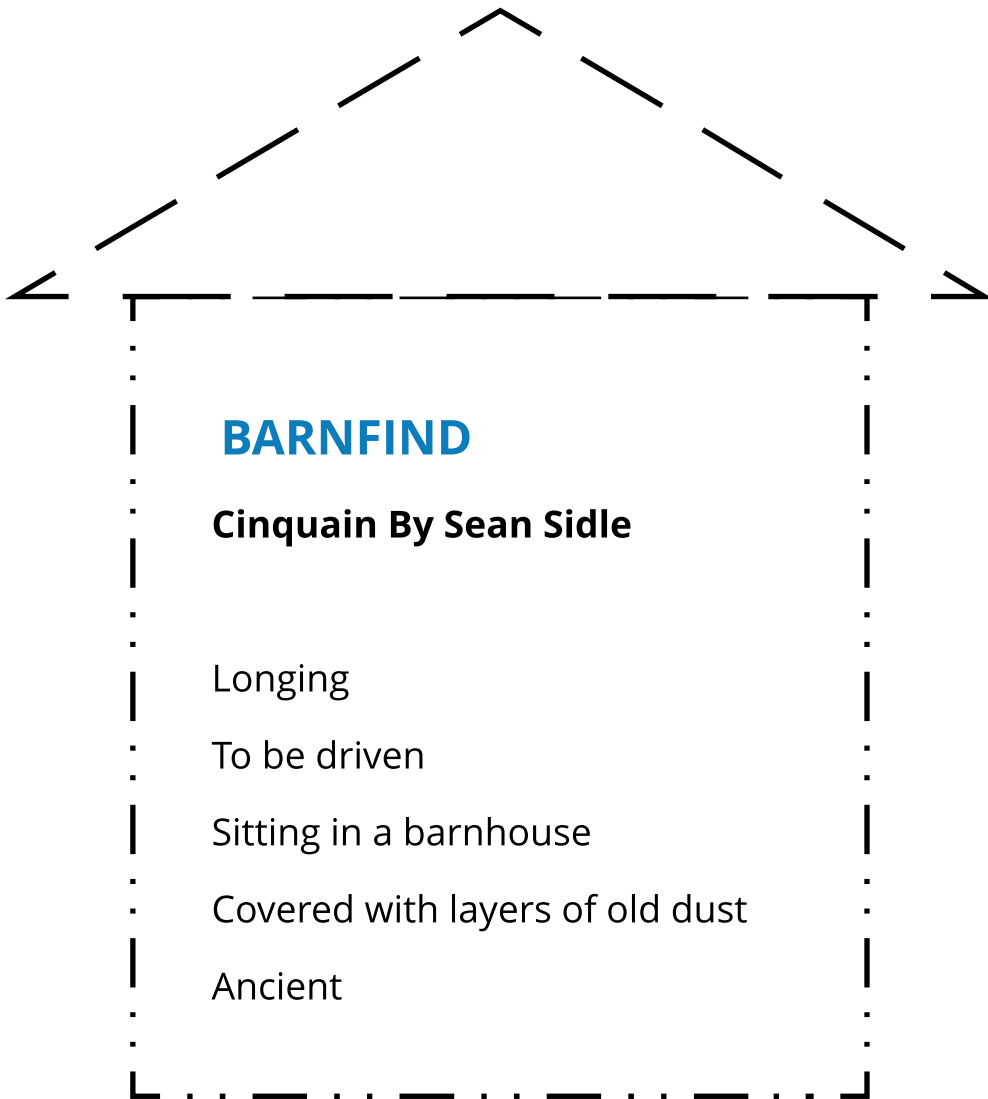 BARNFIND
Cinquain By Sean Sidle
Longing
To be driven
Sitting in a barnhouse
Covered with layers of old dust
Ancient